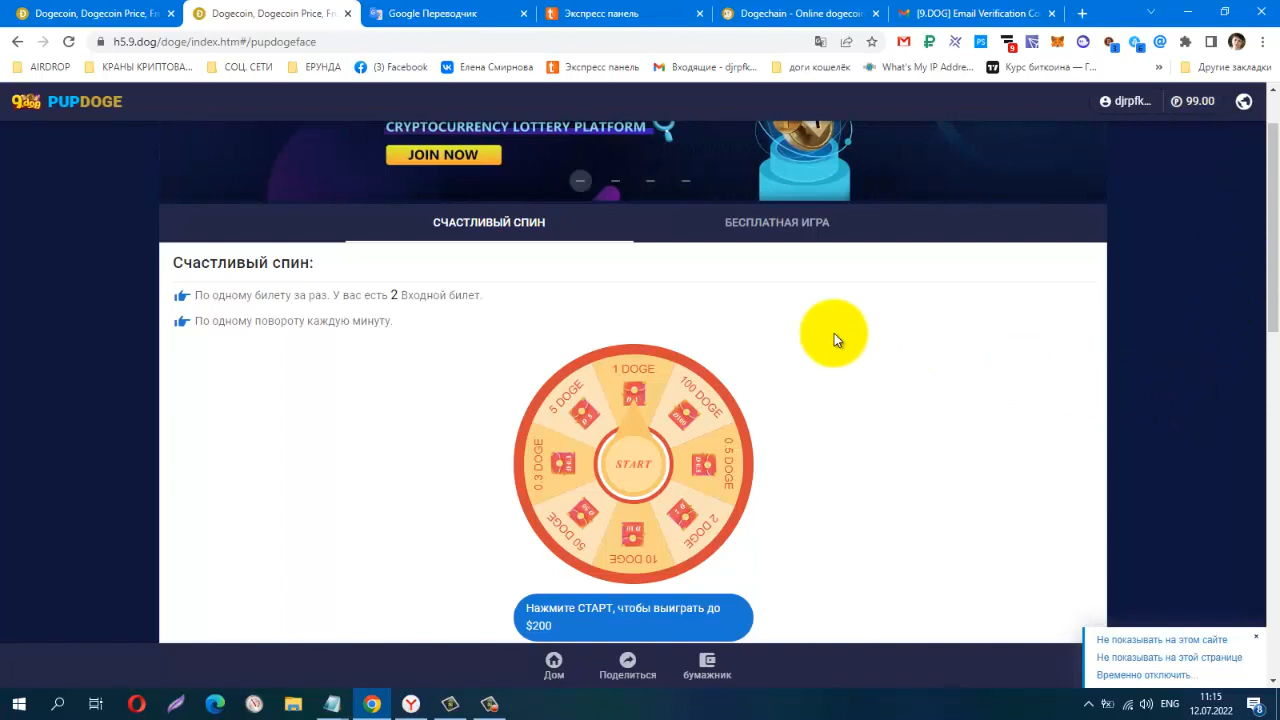 Dogecoin, Dogecoin Price, Fr
Dogecoin, Dogecoin Price, Fr
Google Переводчик
Экспресс панель
Dogechain - Online dogecoi
[9.DOG] Email Verification Co
h5.9.dog/doge/index.htm#/pupdogeface
AIRDROP
КРАНЫ КРИПТОВА...
СОЦ. СЕТИ
ЕРУНДА
(3) Facebook
Елена Смирнова
Экспресс панель
Входящие - djrpfk...
доги кошелёк
What's My IP Addre...
Курс биткоина — Г...
»
Другие закладки
PUPDOGE
djrpfk...
99.00
CRYPTOCURRENCY LOTTERY PLATFORM
JOIN NOW
СЧАСТЛИВЫЙ СПИН
БЕСПЛАТНАЯ ИГРА
Счастливый спин:
По одному билету за раз. У вас есть 2 Входной билет.
По одному повороту каждую минуту.
1 DOGE
100 DOGE
0.5 DOGE
2 DOGE
10 DOGE
50 DOGE
0.3 DOGE
5 DOGE
START
Нажмите СТАРТ, чтобы выиграть до
$200
Не показывать на этом сайте
Не показывать на этой странице
Временно отключить...
Дом
Поделиться
бумажник
ENG
11:15
12.07.2022